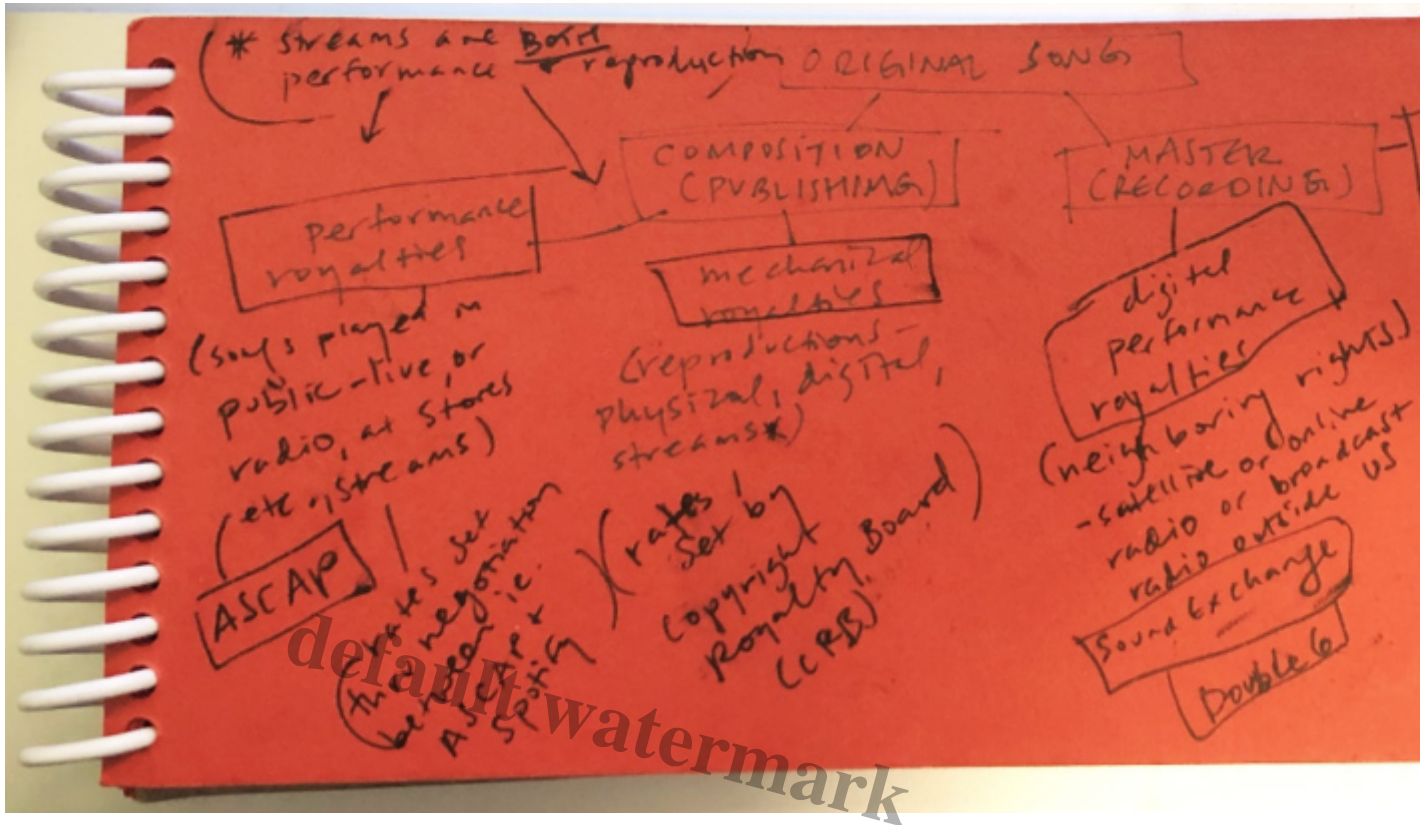 * streams are BOTH
performance & reproduction
ORIGINAL SONG
COMPOSITION
(PUBLISHING)
MASTER
(RECORDING)
performance
royalties
(songs played in
public - live, or
radio, at stores
etc., streams)
ASCAP
(rates set
thru negotiation
between ie.
ASCAP +
Spotify
mechanical
royalties
(reproductions -
physical, digital,
streams*)
(rates
set by
copyright
Royalty Board)
(CRB)
digital
performance
royalties
(neighboring rights)
- satellite or online
radio or broadcast
radio outside US
Sound Exchange
Double6
default watermark